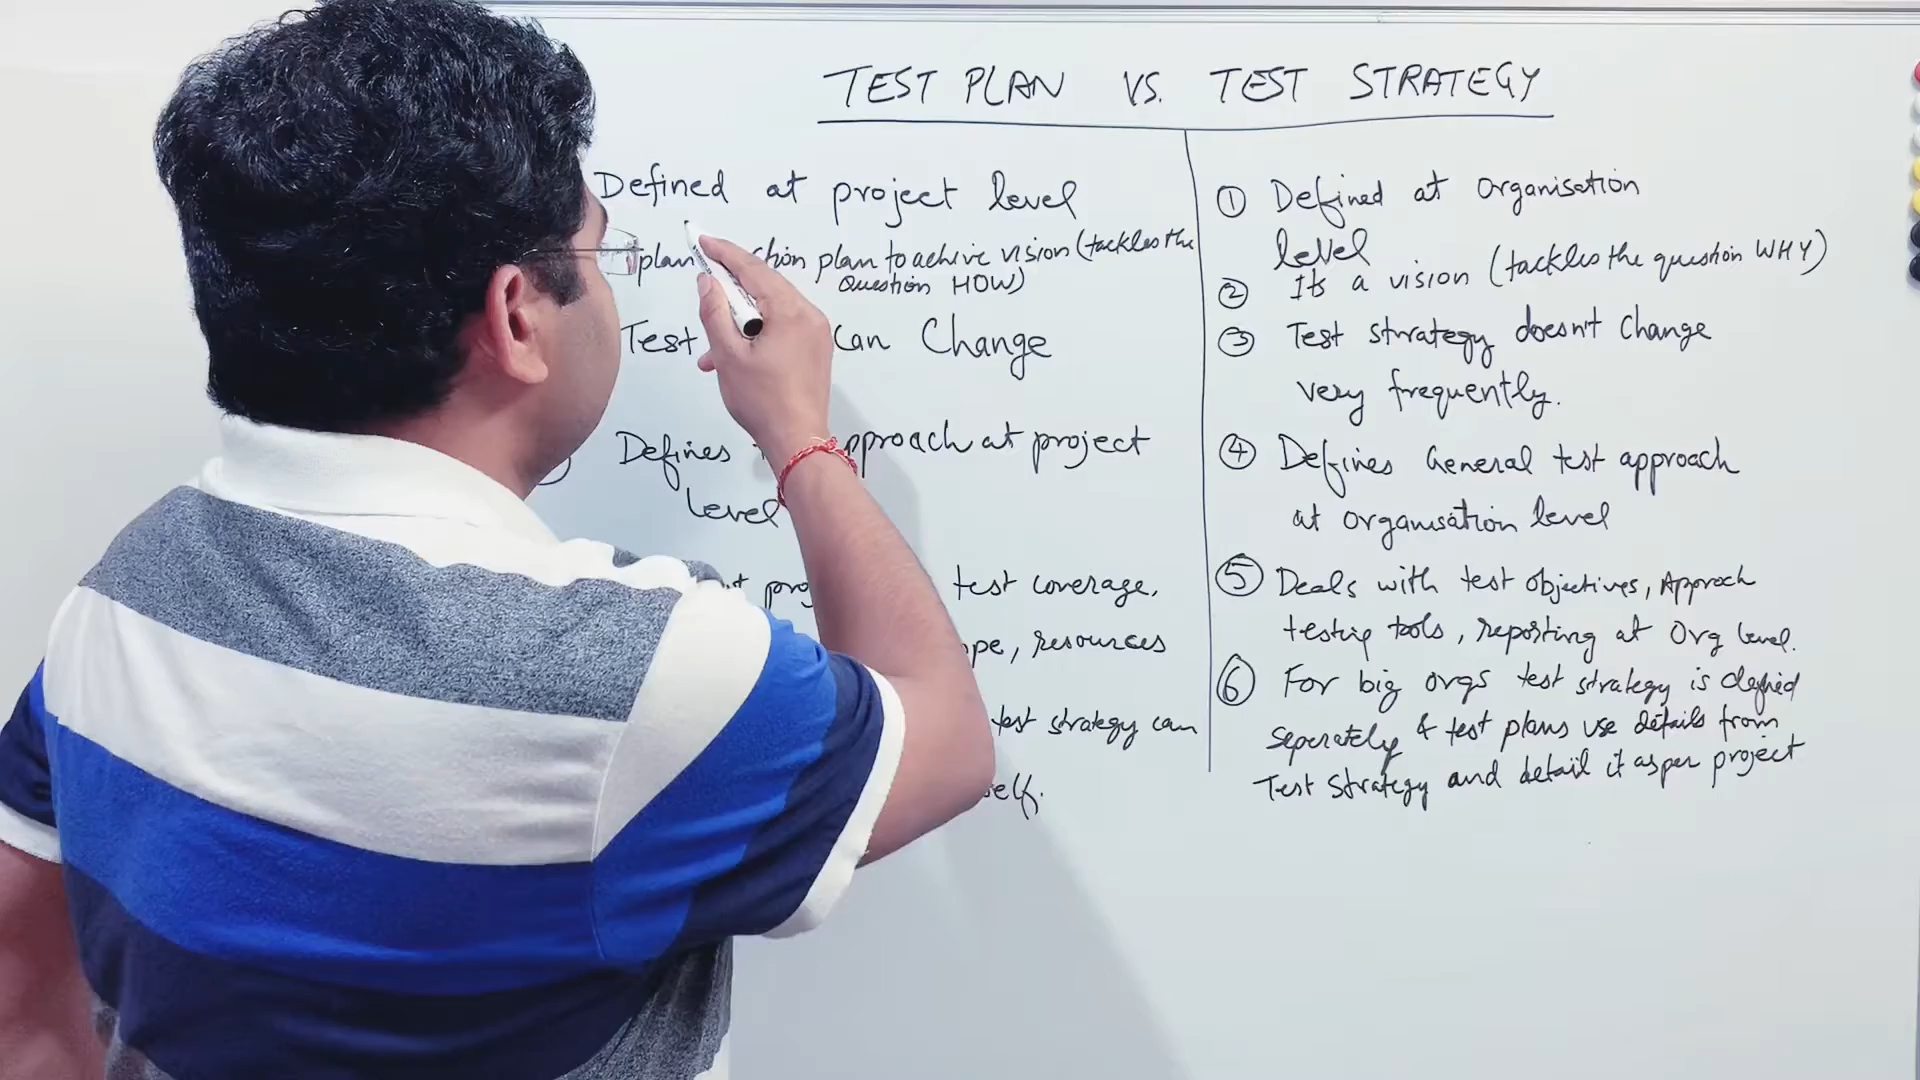 TEST PLAN VS. TEST STRATEGY
Defined at project level
plan plan to achive vision (tackles the
Question HOW)
Test Can Change
Defines approach at project
level
test coverage,
resources
test strategy can
① Defined at Organisation
level
② Its a vision (tackles the question WHY)
③ Test strategy doesn't Change
very frequently.
④ Defines General test approach
at organisation level
⑤ Deals with test objectives, Approch
testing tools, reporting at Org level.
⑥ For big orgs test strategy is defined
seperately & test plans use details from
Test Strategy and detail it as per project